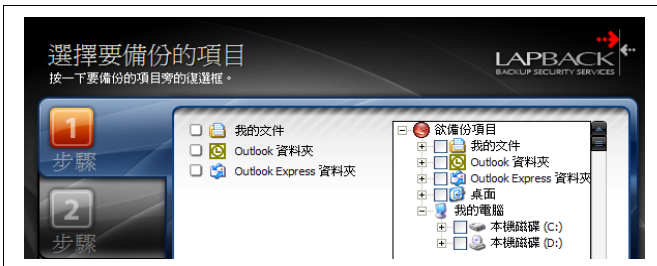 選擇要備份的項目
按一下要備份的項目旁的復選框。
LAPBACK
BACKUP SECURITY SERVICES
1
步驟
2
步驟
我的文件
Outlook 資料夾
Outlook Express 資料夾
欲備份項目
我的文件
Outlook 資料夾
Outlook Express 資料夾
桌面
我的電腦
本機磁碟 (C:)
本機磁碟 (D:)